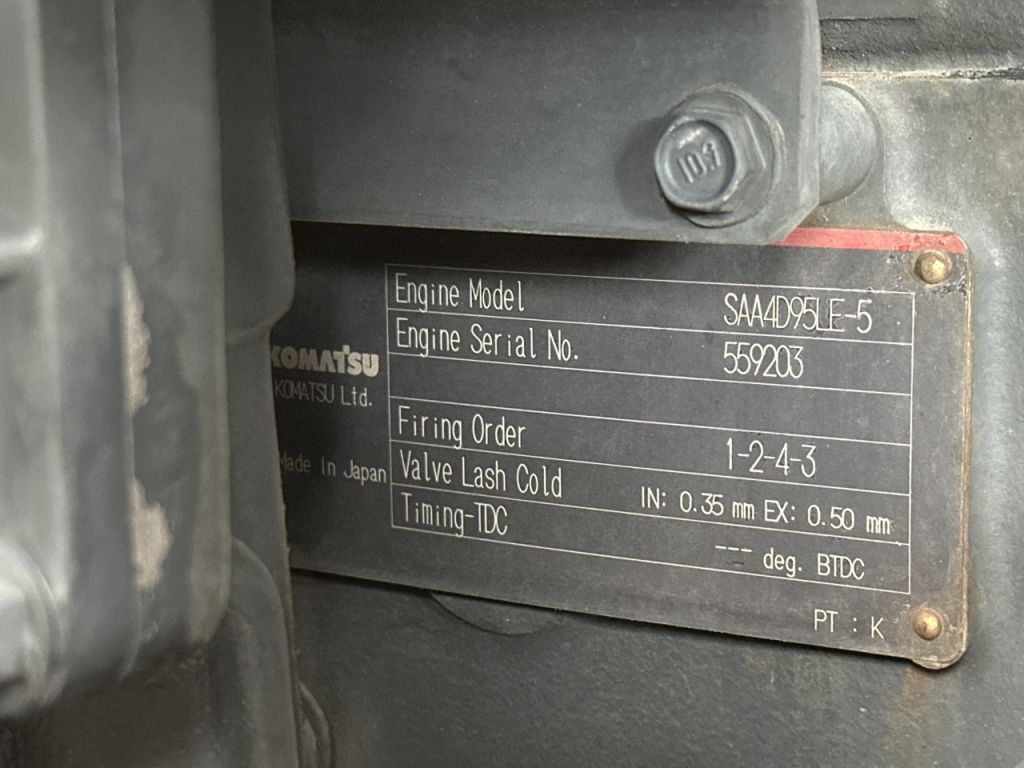 10.9
Engine Model SAA4D95LE-5
Engine Serial No. 559203
KOMATSU
KOMATSU Ltd.
Firing Order 1-2-4-3
Made In Japan
Valve Lash Cold IN: 0.35 mm EX: 0.50 mm
Timing-TDC --- deg. BTDC
PT : K